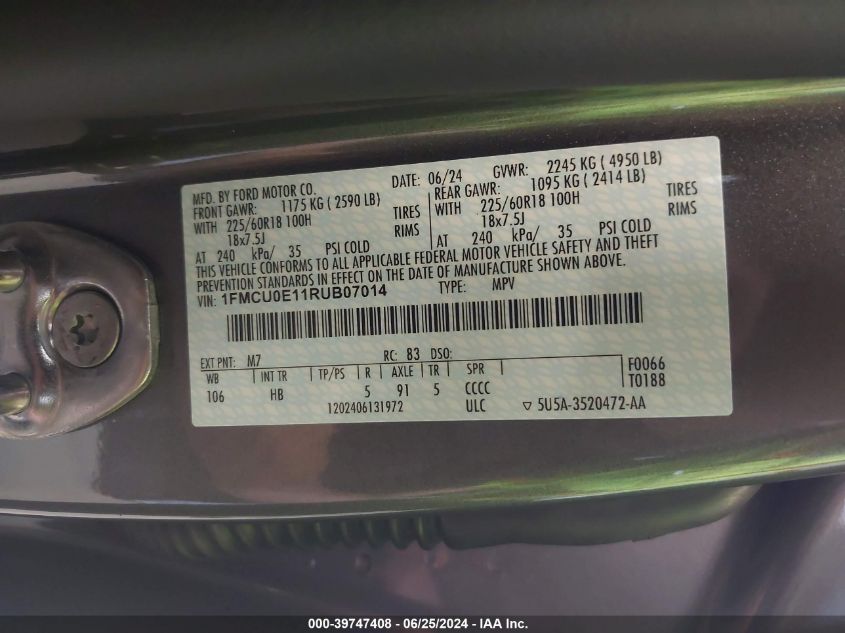 MFD. BY FORD MOTOR CO. DATE: 06/24 GVWR: 2245 KG ( 4950 LB)
FRONT GAWR: 1175 KG ( 2590 LB) REAR GAWR: 1095 KG ( 2414 LB)
WITH 225/60R18 100H TIRES WITH 225/60R18 100H TIRES
18x7.5J RIMS 18x7.5J RIMS
AT 240 kPa/ 35 PSI COLD AT 240 kPa/ 35 PSI COLD
THIS VEHICLE CONFORMS TO ALL APPLICABLE FEDERAL MOTOR VEHICLE SAFETY AND THEFT
PREVENTION STANDARDS IN EFFECT ON THE DATE OF MANUFACTURE SHOWN ABOVE.
VIN: 1FMCU0E11RUB07014 TYPE: MPV
EXT PNT: M7 RC: 83 DSO:
WB INT TR TP/PS R AXLE TR SPR F0066
106 HB 5 91 5 CCCC T0188
1202406131972 ULC ▽ 5U5A-3520472-AA
000-39747408 - 06/25/2024 - IAA Inc.